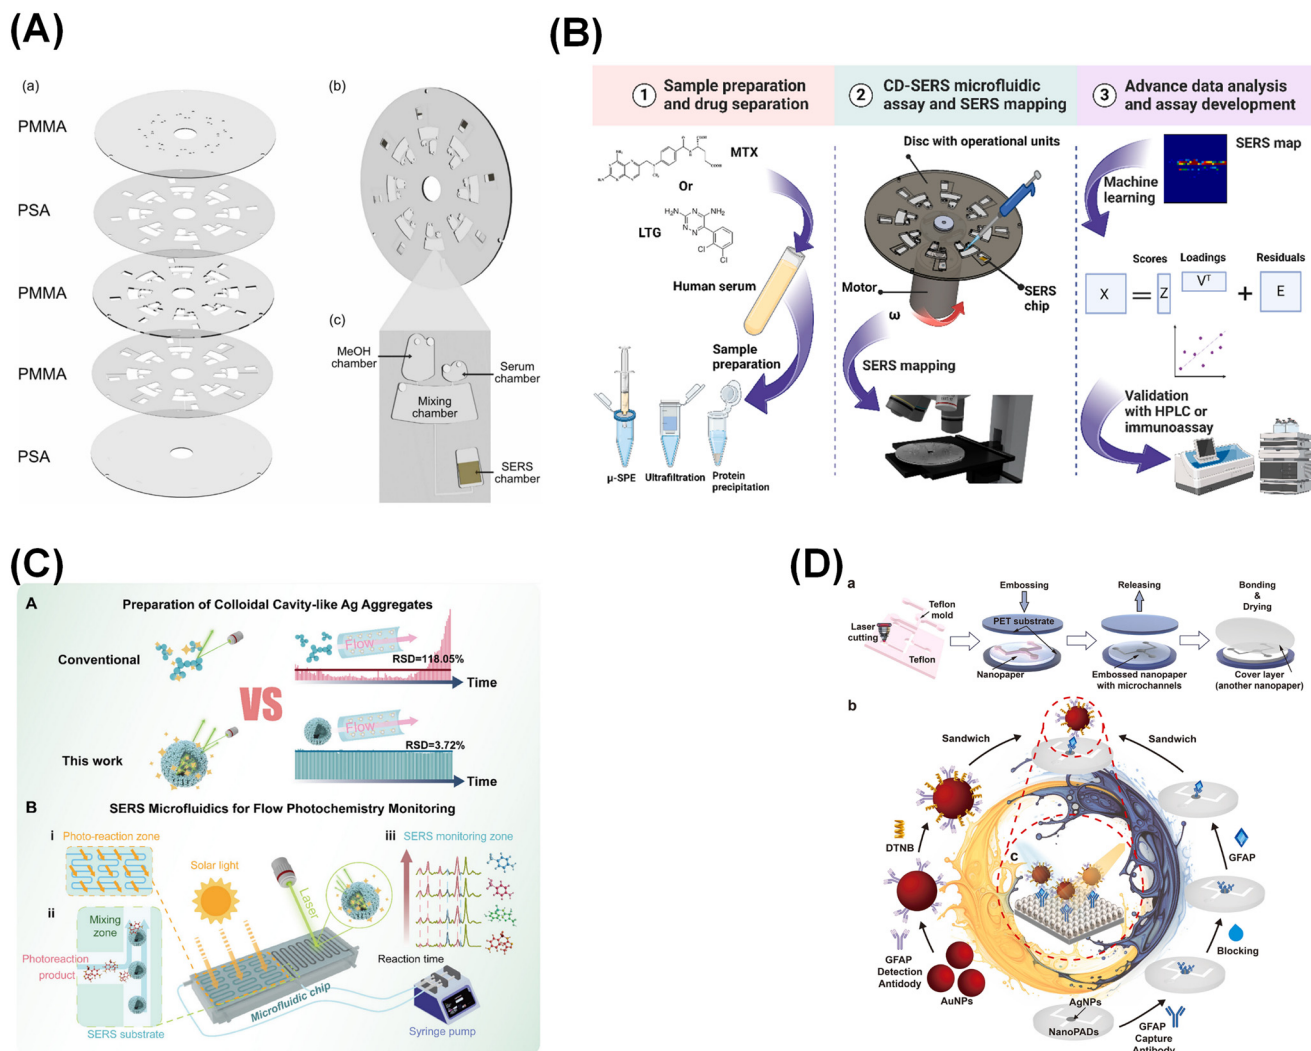 (A)
(a)
PMMA
PSA
PMMA
PMMA
PSA
(b)
(c)
MeOH
chamber
Serum
chamber
Mixing chamber
SERS
chamber
(B)
1
Sample preparation
and drug separation
2
CD-SERS microfluidic
assay and SERS mapping
3
Advance data analysis
and assay development
MTX
Or
LTG
Human serum
Sample
preparation
μ-SPE
Ultrafiltration
Protein
precipitation
Disc with operational units
Motor
ω
SERS
chip
SERS mapping
SERS map
Machine
learning
Scores
Loadings
Residuals
X
=
Z
Vᵀ
+
E
Validation
with HPLC or
immunoassay
(C)
A
Preparation of Colloidal Cavity-like Ag Aggregates
Conventional
Flow
RSD=118.05%
Time
VS
This work
Flow
RSD=3.72%
Time
B
SERS Microfluidics for Flow Photochemistry Monitoring
i
Photo-reaction zone
Solar light
Laser
iii
SERS monitoring zone
ii
Mixing
zone
Photoreaction
product
SERS substrate
Microfluidic chip
Reaction time
Syringe pump
(D)
a
Laser
cutting
Teflon
mold
Teflon
Embossing
PET substrate
Nanopaper
Releasing
Embossed nanopaper
with microchannels
Bonding
&
Drying
Cover layer
(another nanopaper)
b
Sandwich
Sandwich
DTNB
GFAP
Detection
Antidody
AuNPs
c
GFAP
Blocking
AgNPs
NanoPADs
GFAP
Capture
Antibody